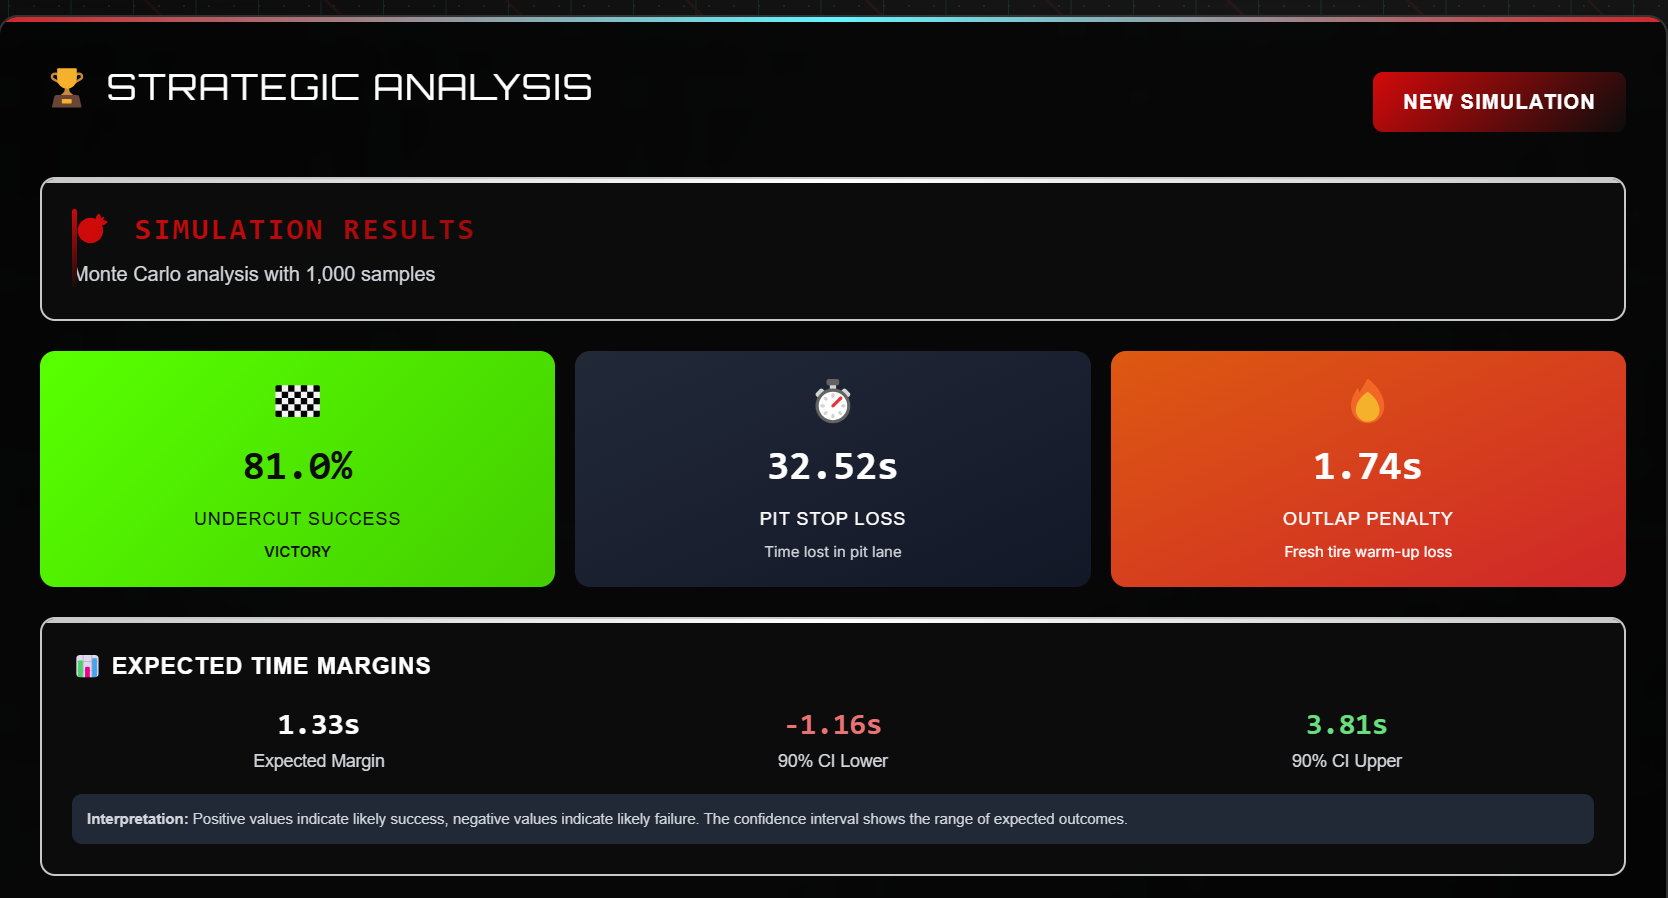 STRATEGIC ANALYSIS
NEW SIMULATION
SIMULATION RESULTS
Monte Carlo analysis with 1,000 samples
81.0%
UNDERCUT SUCCESS
VICTORY
32.52s
PIT STOP LOSS
Time lost in pit lane
1.74s
OUTLAP PENALTY
Fresh tire warm-up loss
EXPECTED TIME MARGINS
1.33s
Expected Margin
-1.16s
90% CI Lower
3.81s
90% CI Upper
Interpretation: Positive values indicate likely success, negative values indicate likely failure. The confidence interval shows the range of expected outcomes.